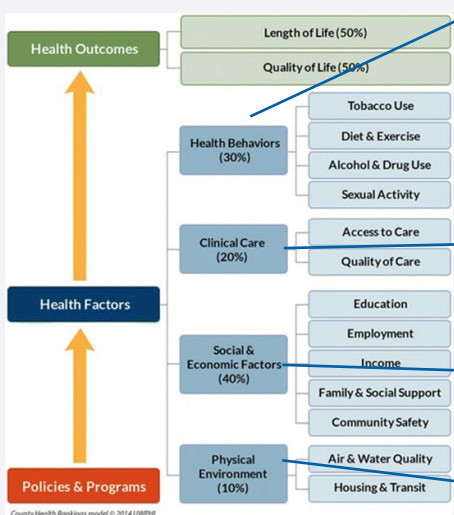 Health Outcomes
Length of Life (50%)
Quality of Life (50%)
Health Behaviors
(30%)
Tobacco Use
Diet & Exercise
Alcohol & Drug Use
Sexual Activity
Clinical Care
(20%)
Access to Care
Quality of Care
Health Factors
Social &
Economic Factors
(40%)
Education
Employment
Income
Family & Social Support
Community Safety
Physical
Environment
(10%)
Air & Water Quality
Housing & Transit
Policies & Programs
County Health Rankings model © 2014 UWPHI